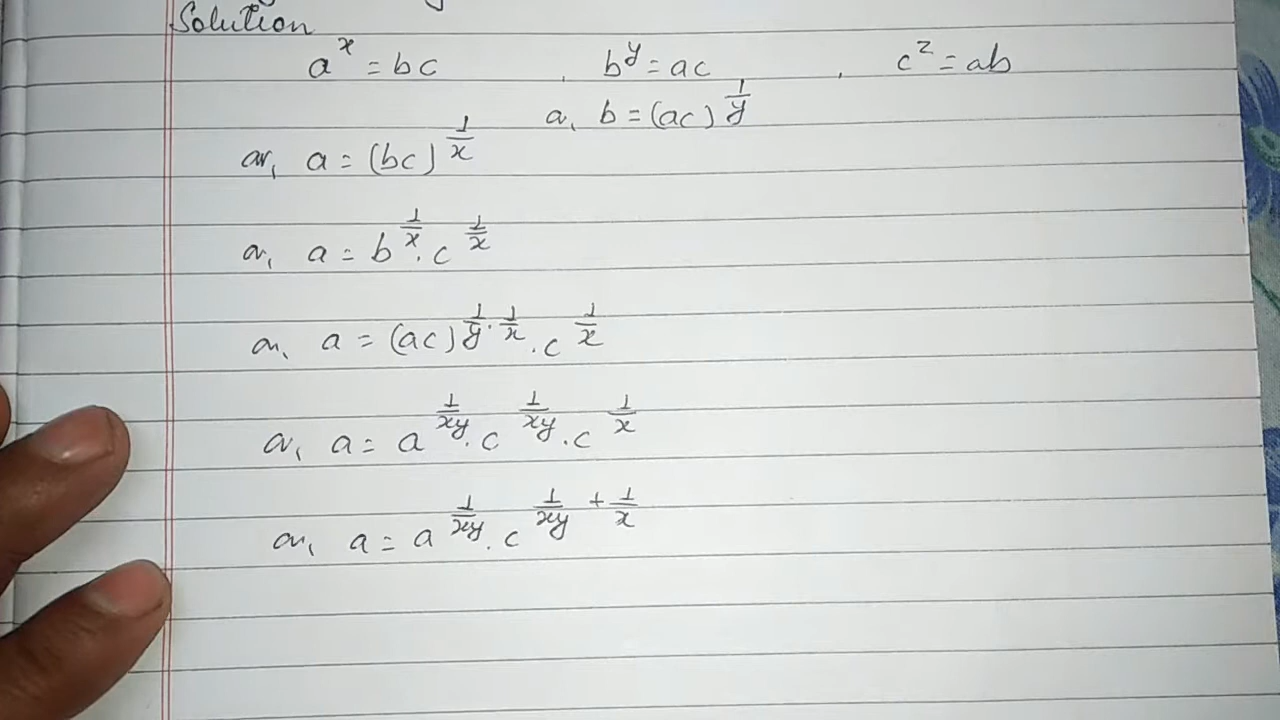 Solution
a^x = bc , b^y = ac , c^z = ab
or, b = (ac)^(1/y)
or, a = (bc)^(1/x)
or, a = b^(1/x) . c^(1/x)
or, a = (ac)^(1/y . 1/x) . c^(1/x)
or, a = a^(1/xy) . c^(1/xy) . c^(1/x)
or, a = a^(1/xy) . c^(1/xy + 1/x)